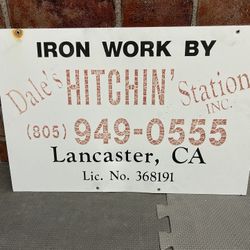 IRON WORK BY
Dale's HITCHIN' Station INC.
(805) 949-0555
Lancaster, CA
Lic. No. 368191